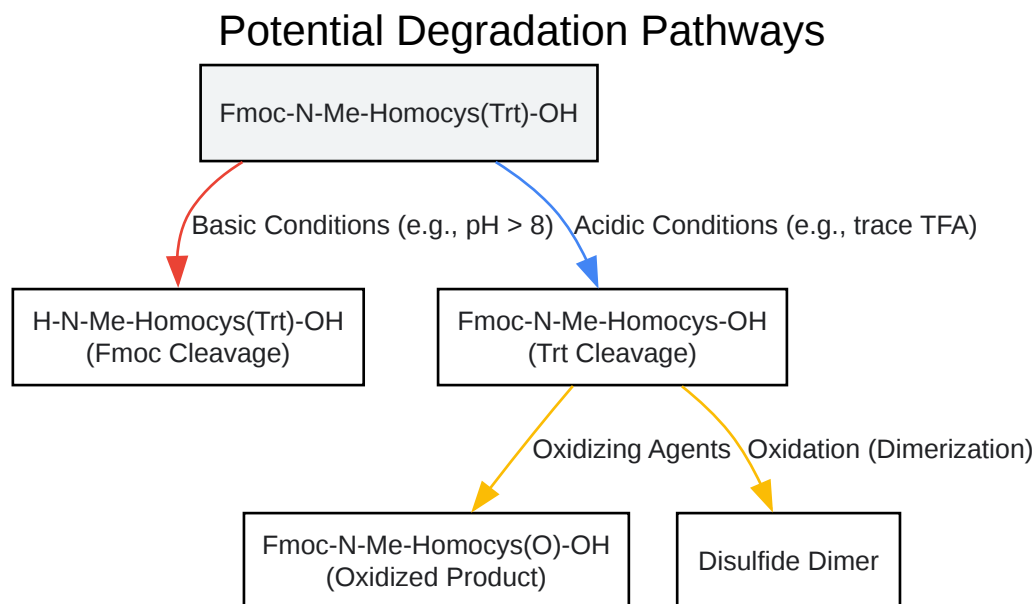 Potential Degradation Pathways
Fmoc-N-Me-Homocys(Trt)-OH
Basic Conditions (e.g., pH > 8)
Acidic Conditions (e.g., trace TFA)
H-N-Me-Homocys(Trt)-OH
(Fmoc Cleavage)
Fmoc-N-Me-Homocys-OH
(Trt Cleavage)
Oxidizing Agents
Oxidation (Dimerization)
Fmoc-N-Me-Homocys(O)-OH
(Oxidized Product)
Disulfide Dimer